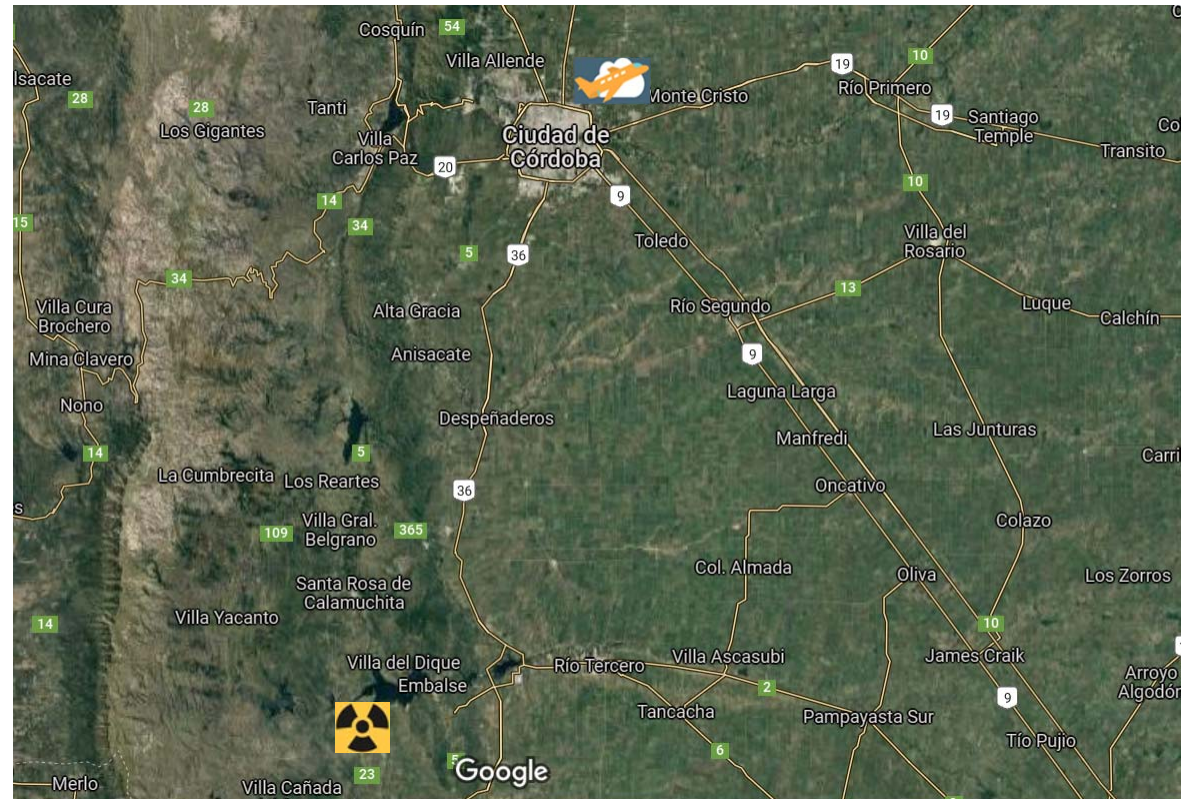 Cosquín
54
Villa Allende
19
10
C
lsacate
28
28
Los Gigantes
Tanti
Monte Cristo
Río Primero
19
Santiago
Temple
Co
Ciudad de
Córdoba
Villa
Carlos Paz
20
Transito
14
9
10
15
34
5
36
Toledo
Villa del
Rosario
34
13
Villa Cura
Brochero
Alta Gracia
Río Segundo
Luque
Calchín
Mina Clavero
Anisacate
9
Nono
Laguna Larga
Despeñaderos
Manfredi
Las Junturas
14
5
Carri
La Cumbrecita
Los Reartes
36
Oncativo
s
109
Villa Gral.
Belgrano
365
Colazo
Col. Almada
Oliva
Los Zorros
Santa Rosa de
Calamuchita
14
Villa Yacanto
10
Villa del Dique
Río Tercero
Villa Ascasubi
James Craik
Embalse
2
9
Arroyo
Algodón
Tancacha
Pampayasta Sur
6
Tío Pujio
Merlo
23
5
Google
Villa Cañada